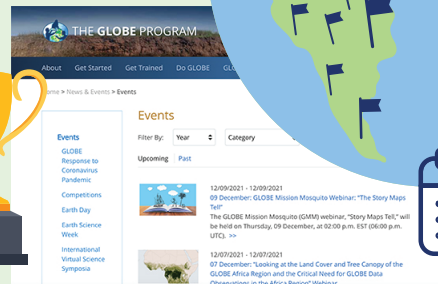 THE GLOBE PROGRAM
About Get Started Get Trained Do GLOBE
Home > News & Events > Events
Events
Events
Filter By: Year Category
GLOBE
Response to
Coronavirus
Pandemic
Upcoming Past
Competitions
Earth Day
Earth Science
Week
International
Virtual Science
Symposia
12/09/2021 - 12/09/2021
09 December: GLOBE Mission Mosquito Webinar: "The Story Maps
Tell"
The GLOBE Mission Mosquito (GMM) webinar, "Story Maps Tell," will
be held on Thursday, 09 December, at 02:00 p.m. EST (06:00 p.m.
UTC). >>
12/07/2021 - 12/07/2021
07 December: "Looking at the Land Cover and Tree Canopy of the
GLOBE Africa Region and the Critical Need for GLOBE Data
Observations in the Africa Region" Webinar